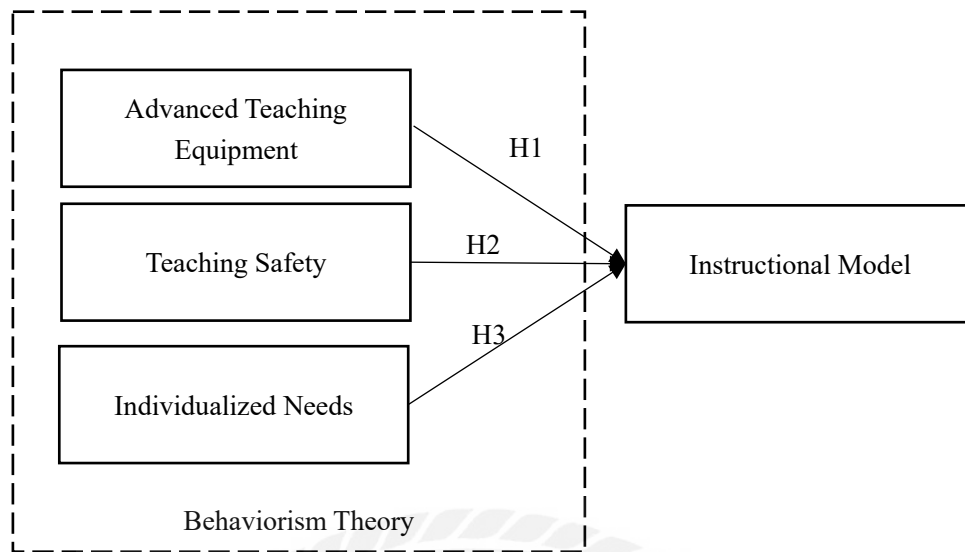 Advanced Teaching
Equipment
H1
Teaching Safety
H2
Instructional Model
H3
Individualized Needs
Behaviorism Theory